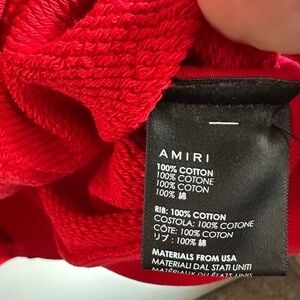 AMIRI
100% COTTON
100% COTONE
100% COTON
100% 綿
RIB: 100% COTTON
COSTOLA: 100% COTONE
CÔTE: 100% COTON
リブ: 100% 綿
MATERIALS FROM USA
MATERIALI DAL STATI UNITI